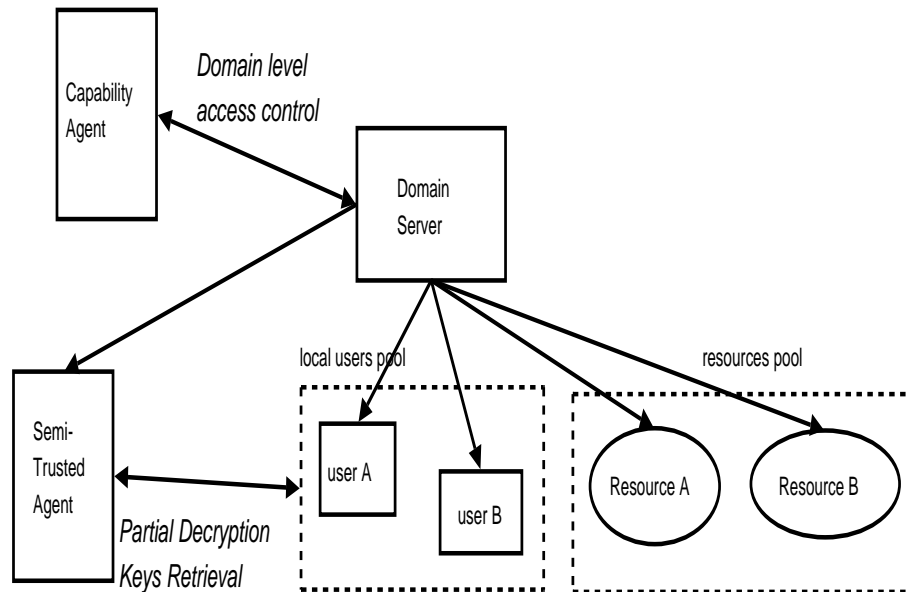 Domain level
access control
Capability
Agent
Domain
Server
local users pool
resources pool
Semi-
Trusted
Agent
user A
user B
Resource A
Resource B
Partial Decryption
Keys Retrieval